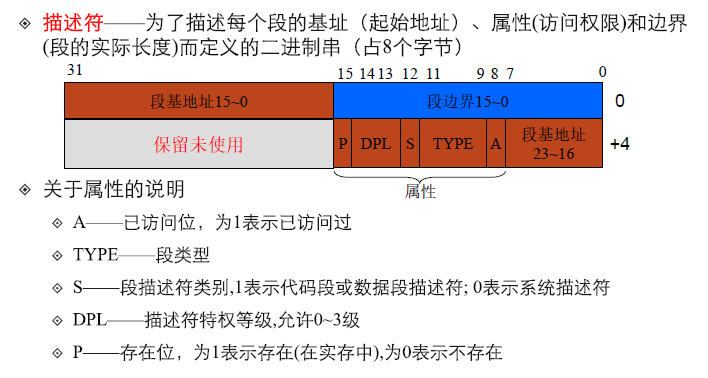 描述符——为了描述每个段的基址（起始地址）、属性(访问权限)和边界
(段的实际长度)而定义的二进制串（占8个字节）
31 15 14 13 12 11 9 8 7 0
段基地址15~0 段边界15~0 0
保留未使用 P DPL S TYPE A 段基地址 +4
23~16
属性
关于属性的说明
A——已访问位，为1表示已访问过
TYPE——段类型
S——段描述符类别,1表示代码段或数据段描述符; 0表示系统描述符
DPL——描述符特权等级,允许0~3级
P——存在位，为1表示存在(在实存中),为0表示不存在